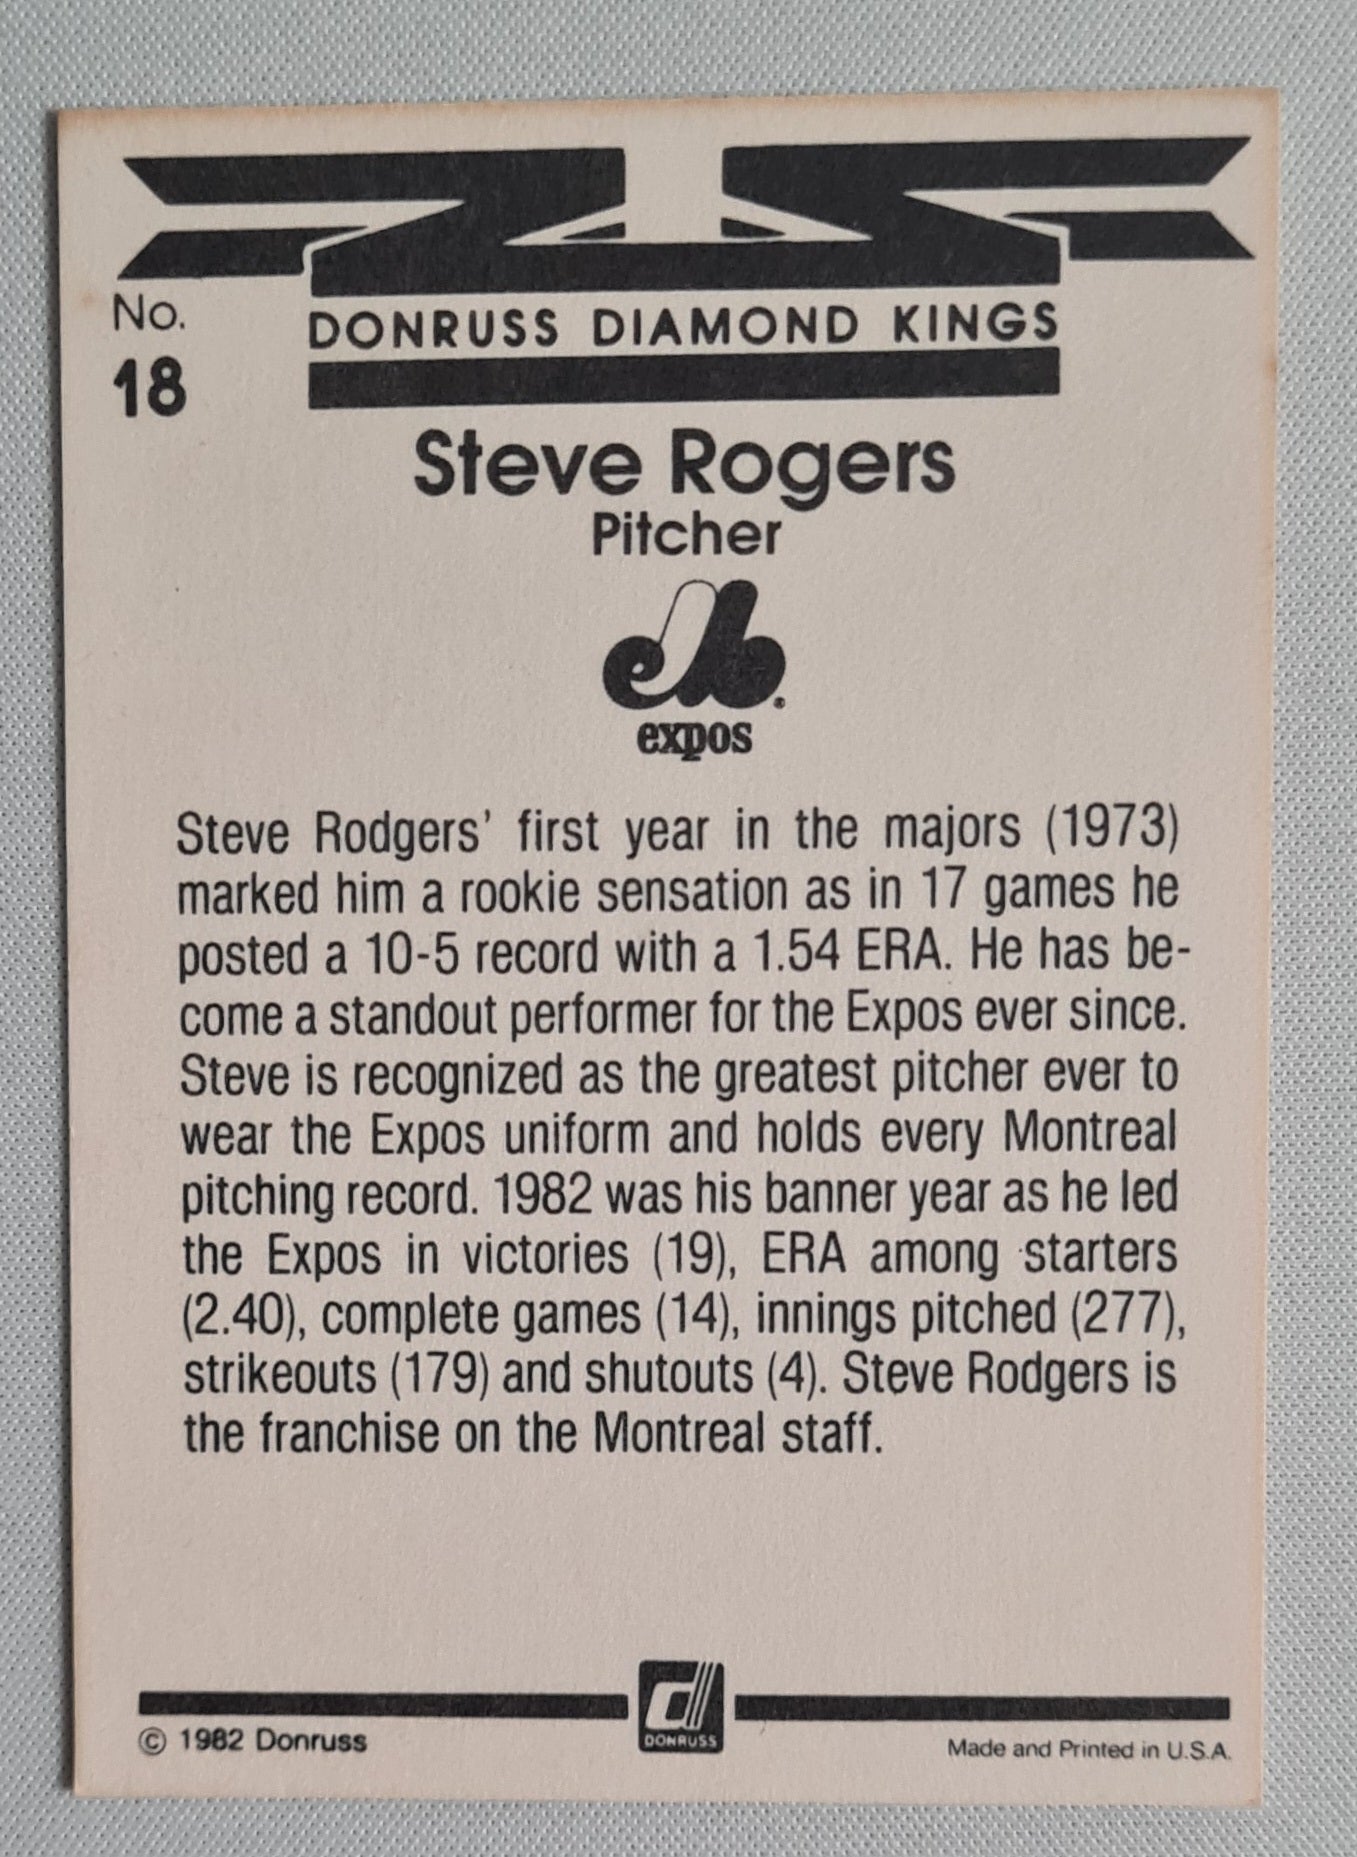 No.
18
DONRUSS DIAMOND KINGS
Steve Rogers
Pitcher
expos
Steve Rodgers' first year in the majors (1973)
marked him a rookie sensation as in 17 games he
posted a 10-5 record with a 1.54 ERA. He has be-
come a standout performer for the Expos ever since.
Steve is recognized as the greatest pitcher ever to
wear the Expos uniform and holds every Montreal
pitching record. 1982 was his banner year as he led
the Expos in victories (19), ERA among starters
(2.40), complete games (14), innings pitched (277),
strikeouts (179) and shutouts (4). Steve Rodgers is
the franchise on the Montreal staff.
© 1982 Donruss
DONRUSS
Made and Printed in U.S.A.